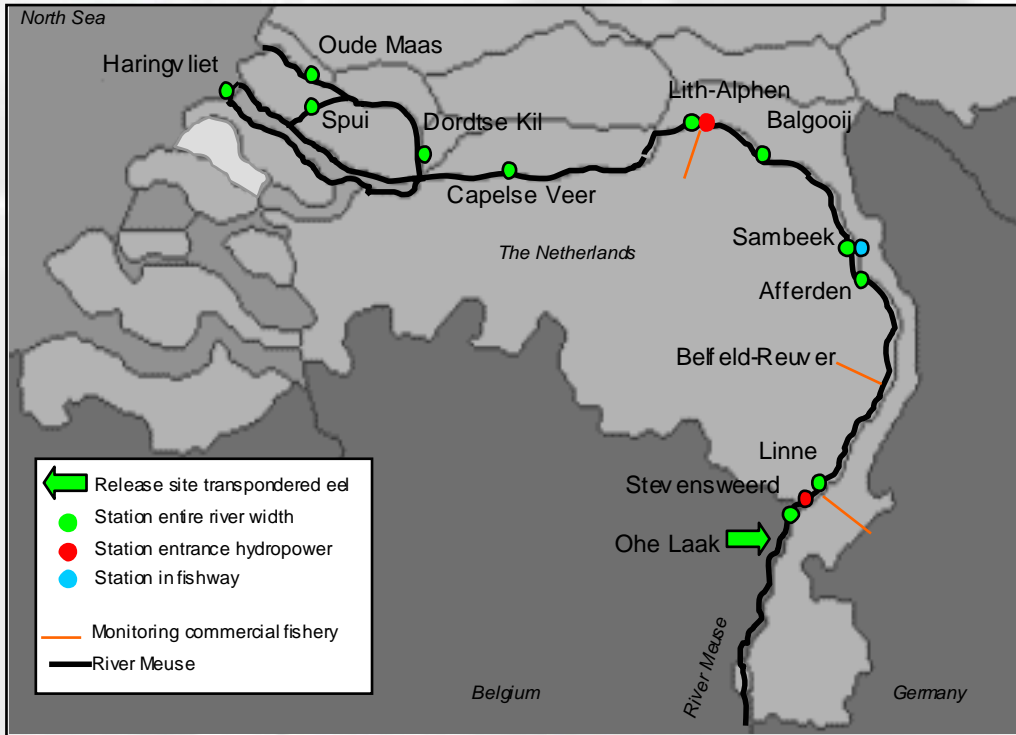 North Sea
Oude Maas
Haringvliet
Lith-Alphen
Spui
Dordtse Kil
Balgooij
Capelse Veer
Sambeek
The Netherlands
Afferden
Belfeld-Reuver
Linne
Stevensweerd
Ohe Laak
Release site transpondered eel
Station entire river width
Station entrance hydropower
Station in fishway
Monitoring commercial fishery
River Meuse
River Meuse
Belgium
Germany